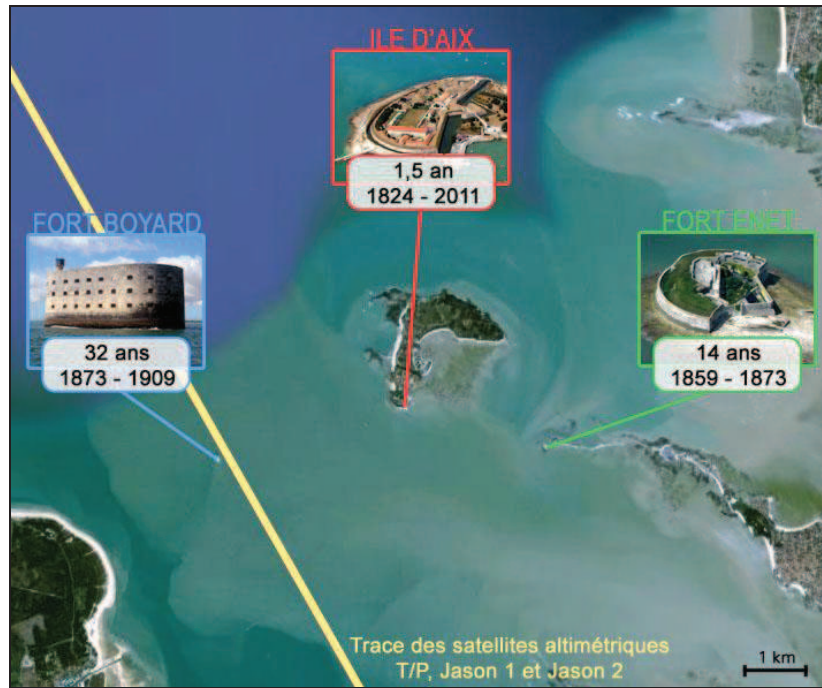 ILE D'AIX
1,5 an
1824 - 2011
FORT BOYARD
32 ans
1873 - 1909
FORT ENET
14 ans
1859 - 1873
Trace des satellites altimétriques
T/P, Jason 1 et Jason 2
1 km